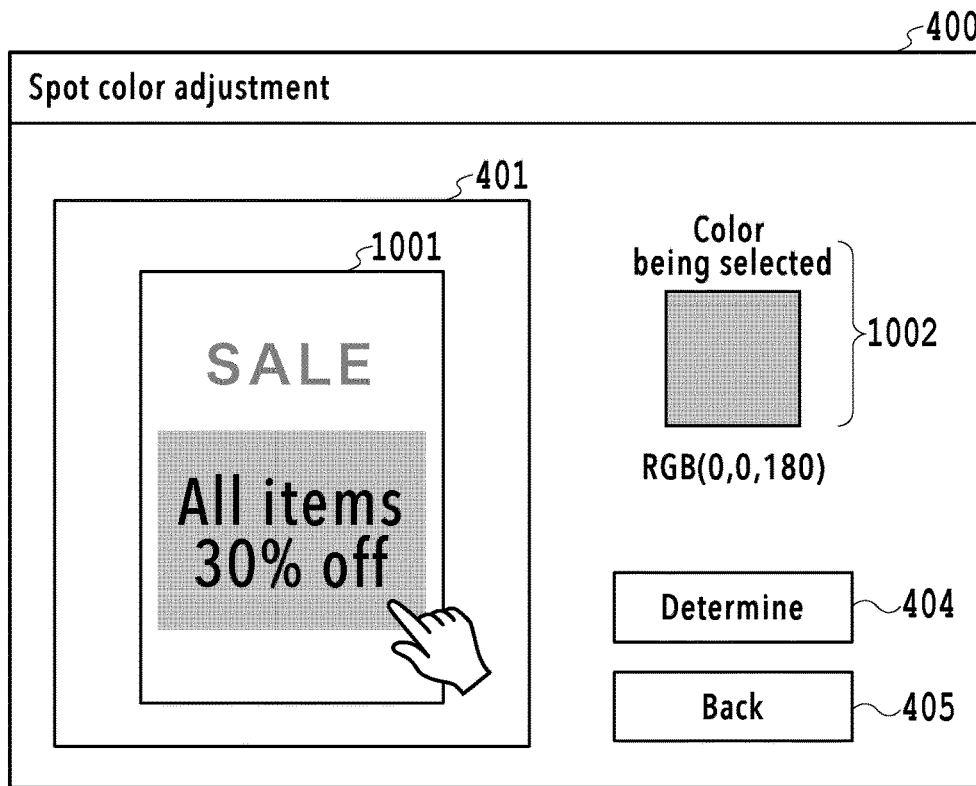 400
Spot color adjustment
401
1001
SALE
All items
30% off
Color
being selected
1002
RGB(0,0,180)
Determine
404
Back
405